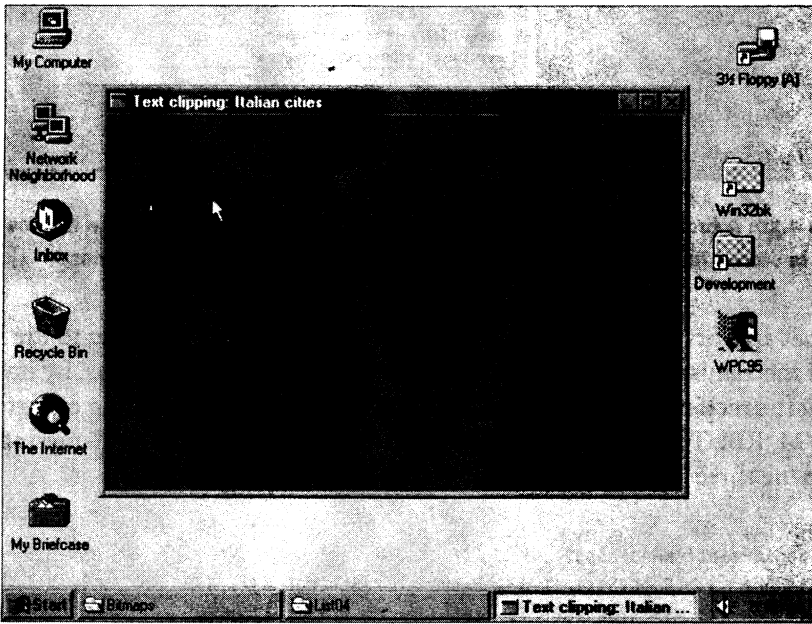 My Computer
3½ Floppy (A)
Text clipping: Italian cities
Network
Neighborhood
Win32bk
Inbox
Development
Recycle Bin
WPC95
The Internet
My Briefcase
Start
Bitmaps
List04
Text clipping: Italian ...